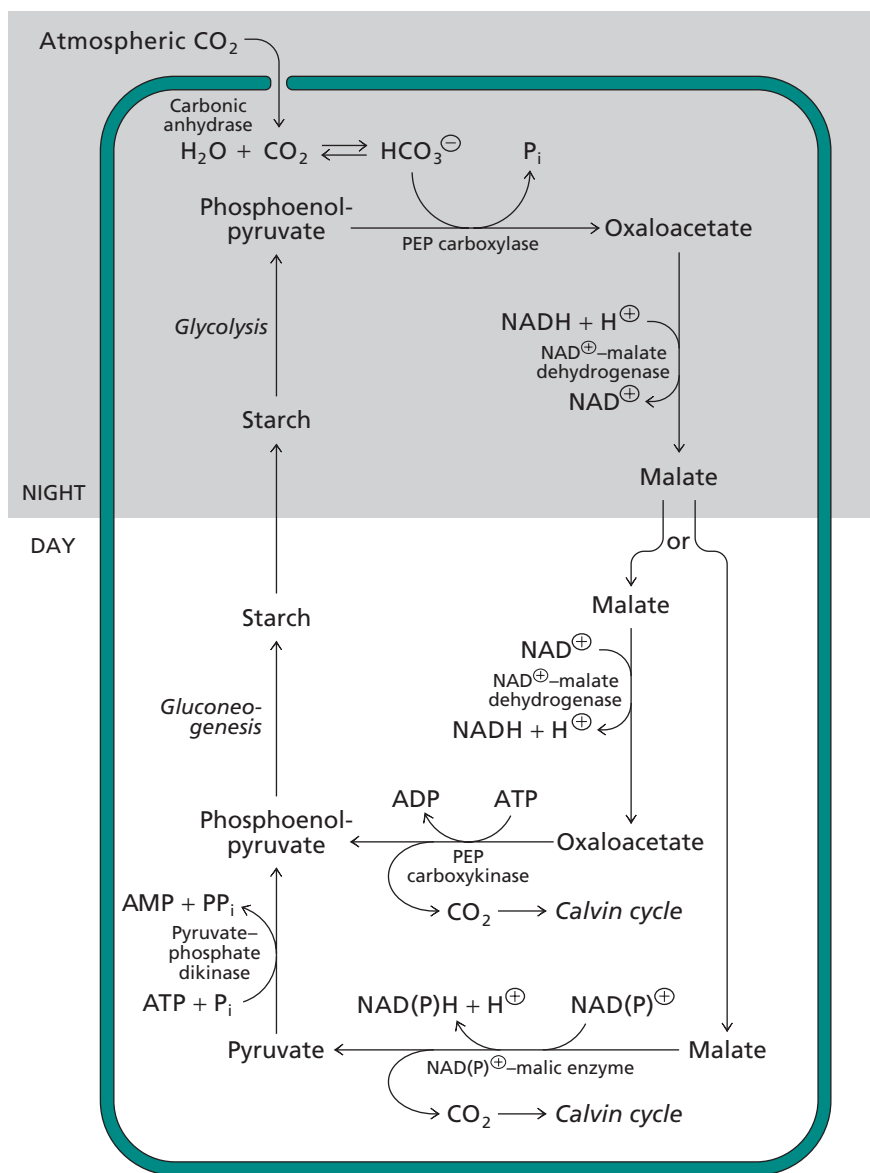 Atmospheric CO₂
Carbonic
anhydrase
H₂O + CO₂ ⇌ HCO₃⊖
Pᵢ
Phosphoenol-
pyruvate
PEP carboxylase
Oxaloacetate
Glycolysis
NADH + H⊕
NAD⊕–malate
dehydrogenase
NAD⊕
Starch
Malate
NIGHT
DAY
or
Malate
Starch
NAD⊕
NAD⊕–malate
dehydrogenase
NADH + H⊕
Gluconeo-
genesis
ADP
ATP
Phosphoenol-
pyruvate
Oxaloacetate
PEP
carboxykinase
CO₂ → Calvin cycle
AMP + PPᵢ
Pyruvate–
phosphate
dikinase
ATP + Pᵢ
NAD(P)H + H⊕
NAD(P)⊕
Pyruvate
Malate
NAD(P)⊕–malic enzyme
CO₂ → Calvin cycle